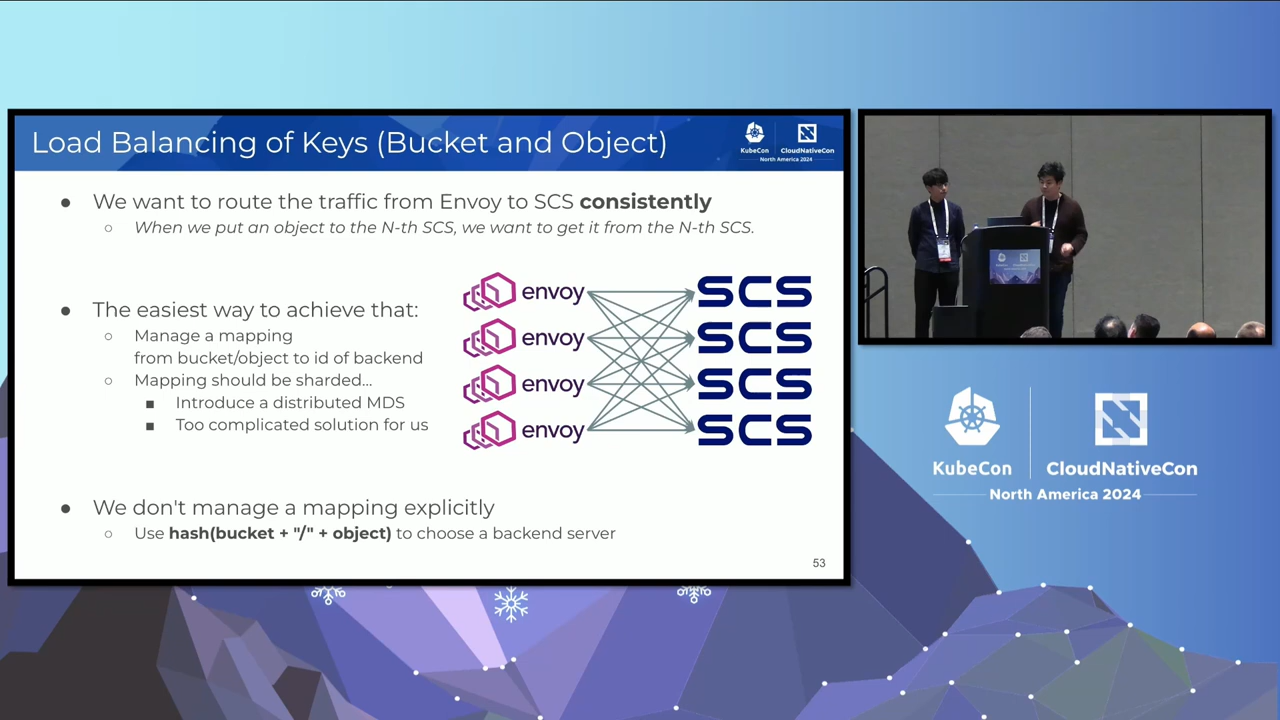 Load Balancing of Keys (Bucket and Object)
KubeCon
CloudNativeCon
North America 2024
● We want to route the traffic from Envoy to SCS consistently
○ When we put an object to the N-th SCS, we want to get it from the N-th SCS.
● The easiest way to achieve that:
○ Manage a mapping
from bucket/object to id of backend
○ Mapping should be sharded...
■ Introduce a distributed MDS
■ Too complicated solution for us
envoy
SCS
envoy
SCS
envoy
SCS
envoy
SCS
● We don't manage a mapping explicitly
○ Use hash(bucket + "/" + object) to choose a backend server
53
KubeCon
CloudNativeCon
North America 2024